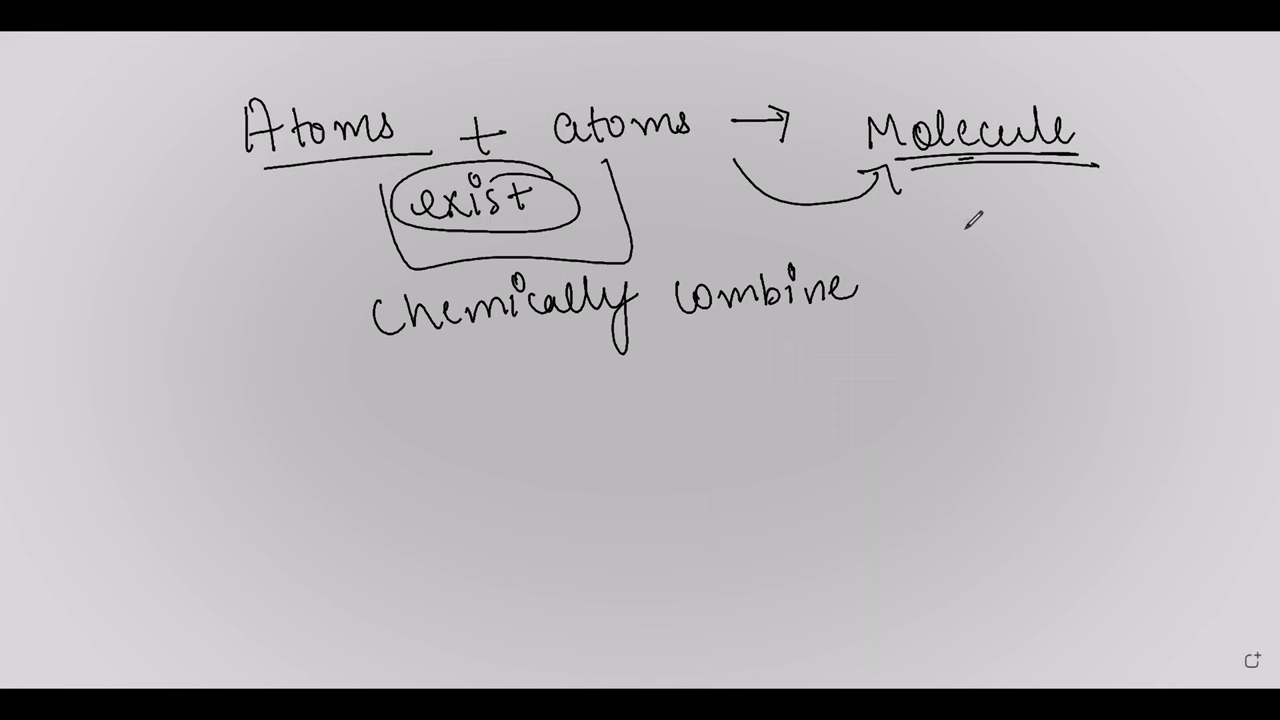 Atoms + atoms → Molecule
exist
chemically combine